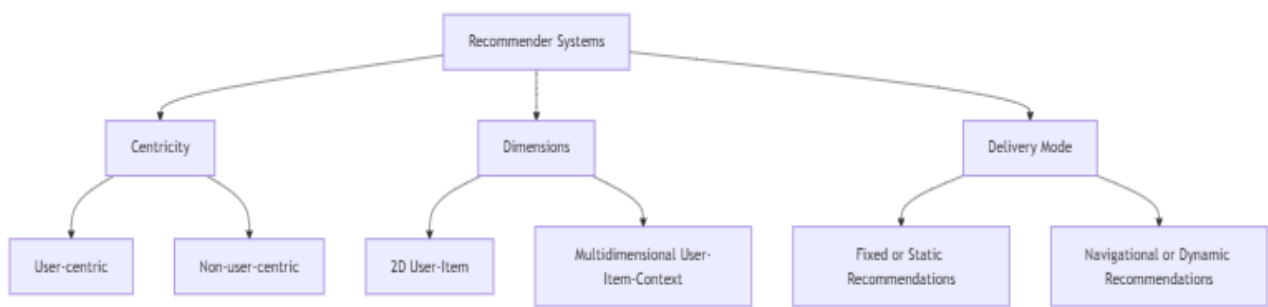 Recommender Systems
Centricity
Dimensions
Delivery Mode
User-centric
Non-user-centric
2D User-Item
Multidimensional User-
Item-Context
Fixed or Static
Recommendations
Navigational or Dynamic
Recommendations